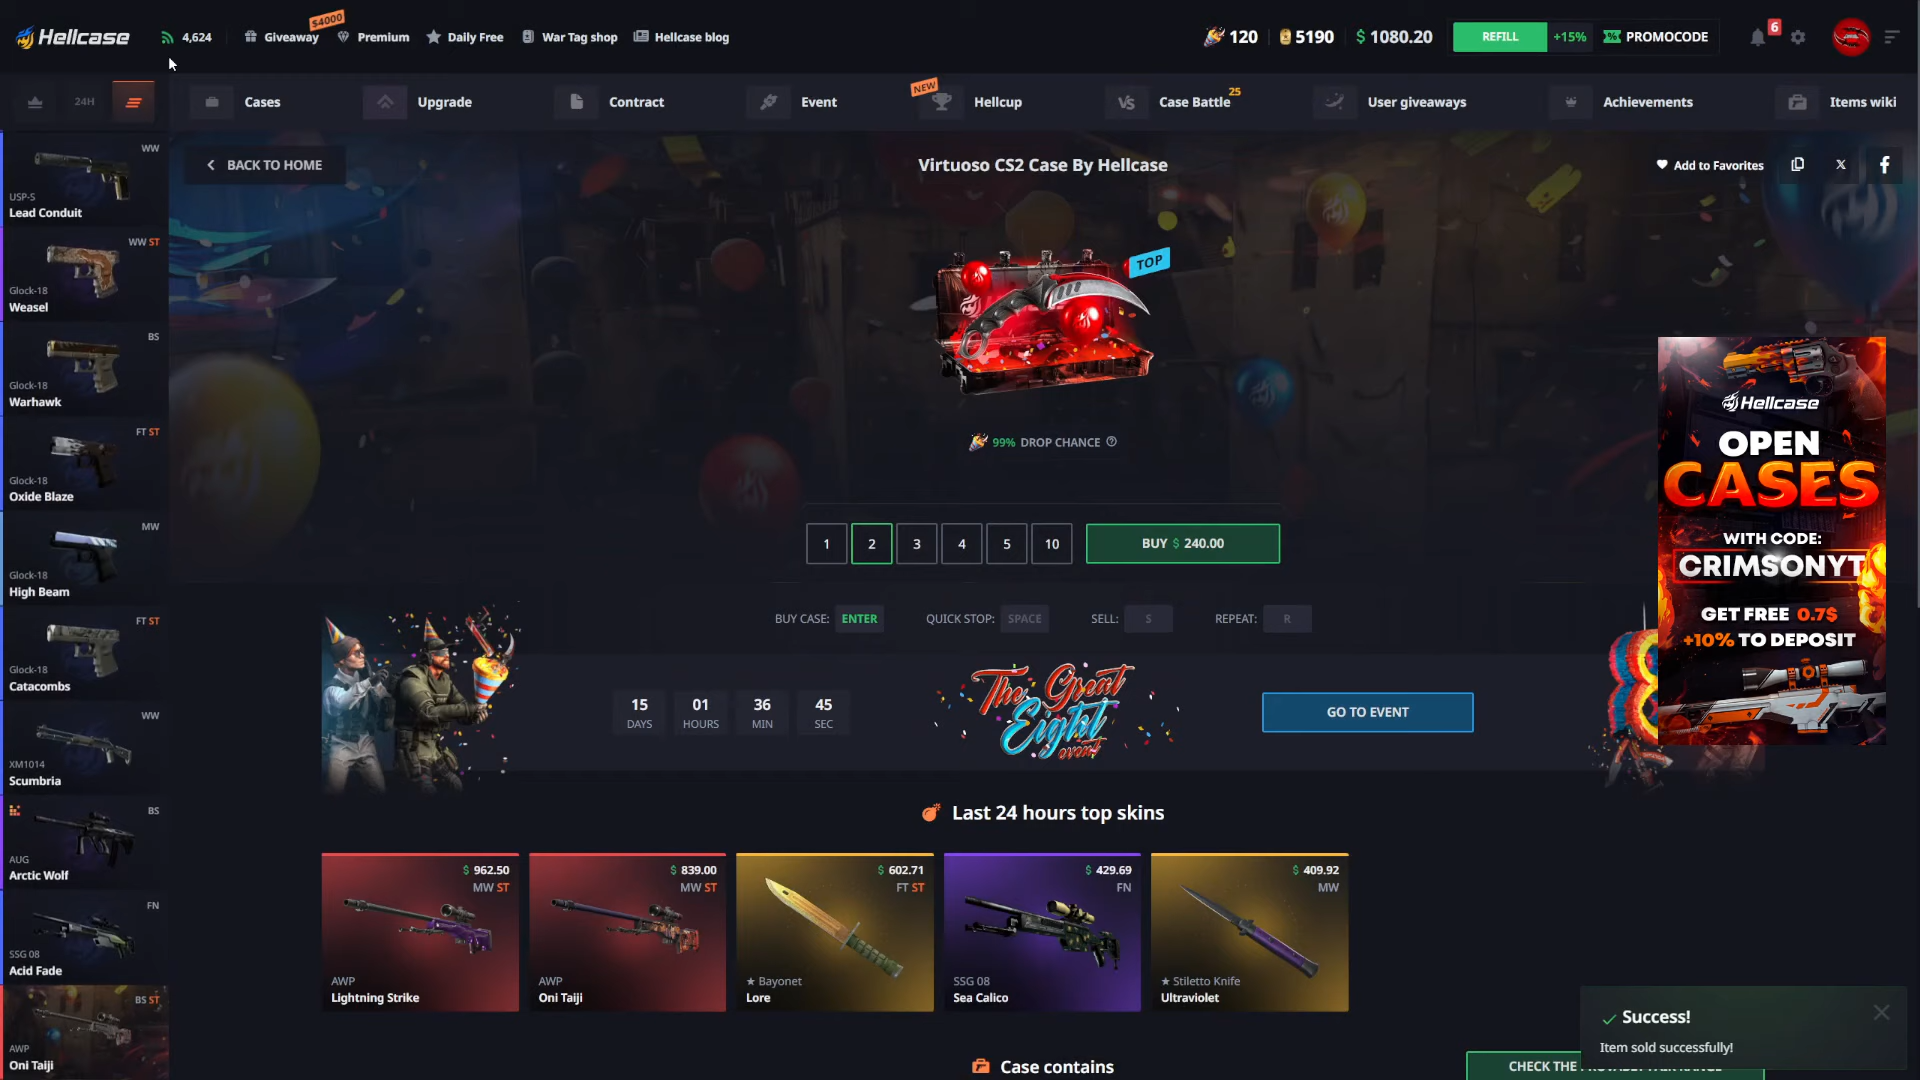 Hellcase
4,624
Giveaway
$4000
Premium
Daily Free
War Tag shop
Hellcase blog
120
5190
$ 1080.20
REFILL
+15%
PROMOCODE
6
24H
Cases
Upgrade
Contract
Event
NEW
Hellcup
VS
Case Battle
25
User giveaways
Achievements
Items wiki
BACK TO HOME
Virtuoso CS2 Case By Hellcase
Add to Favorites
WW
USP-S
Lead Conduit
WW ST
Glock-18
Weasel
BS
Glock-18
Warhawk
FT ST
Glock-18
Oxide Blaze
MW
Glock-18
High Beam
FT ST
Glock-18
Catacombs
WW
XM1014
Scumbria
BS
AUG
Arctic Wolf
FN
SSG 08
Acid Fade
BS ST
AWP
Oni Taiji
TOP
99% DROP CHANCE
1
2
3
4
5
10
BUY $ 240.00
BUY CASE: ENTER
QUICK STOP: SPACE
SELL: S
REPEAT: R
15
DAYS
01
HOURS
36
MIN
45
SEC
The Great
Eight
event
GO TO EVENT
Hellcase
OPEN
CASES
WITH CODE:
CRIMSONYT
GET FREE 0.7$
+10% TO DEPOSIT
Last 24 hours top skins
$ 962.50
MW ST
AWP
Lightning Strike
$ 839.00
MW ST
AWP
Oni Taiji
$ 602.71
FT ST
★ Bayonet
Lore
$ 429.69
FN
SSG 08
Sea Calico
$ 409.92
MW
★ Stiletto Knife
Ultraviolet
Case contains
CHECK THE
Success!
Item sold successfully!